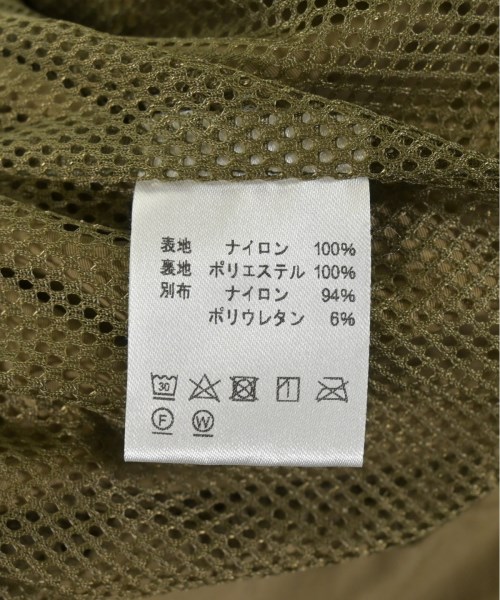 表地 ナイロン 100%
裏地 ポリエステル 100%
別布 ナイロン 94%
ポリウレタン 6%
30
F W